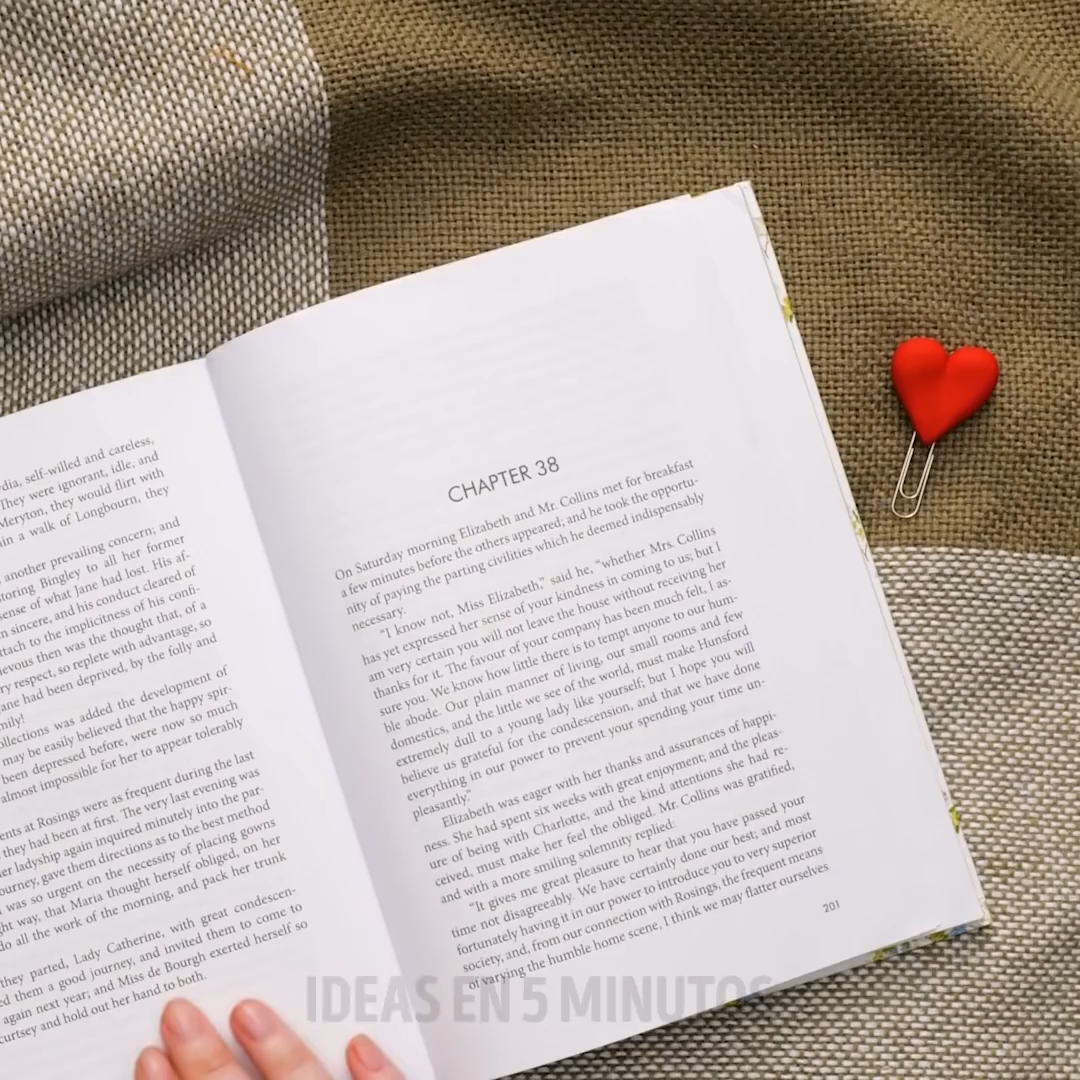 rdia, self-willed and careless,
They were ignorant, idle, and
Meryton, they would flirt with
in a walk of Longbourn, they
another prevailing concern; and
storing Bingley to all her former
ense of what Jane had lost. His af-
n sincere, and his conduct cleared of
ttach to the implicitness of his confi-
ievous then was the thought that, of a
ry respect, so replete with advantage, so
ane had been deprived, by the folly and
mily!
ollections was added the development of
may be easily believed that the happy spir-
been depressed before, were now so much
almost impossible for her to appear tolerably
ents at Rosings were as frequent during the last
they had been at first. The very last evening was
er ladyship again inquired minutely into the par-
ourney, gave them directions as to the best method
was so urgent on the necessity of placing gowns
ght way, that Maria thought herself obliged, on her
do all the work of the morning, and pack her trunk
they parted, Lady Catherine, with great condescen-
ed them a good journey, and invited them to come to
again next year; and Miss de Bourgh exerted herself so
curtsey and hold out her hand to both.
CHAPTER 38
On Saturday morning Elizabeth and Mr. Collins met for breakfast
a few minutes before the others appeared; and he took the opportu-
nity of paying the parting civilities which he deemed indispensably
necessary.
"I know not, Miss Elizabeth," said he, "whether Mrs. Collins
has yet expressed her sense of your kindness in coming to us; but I
am very certain you will not leave the house without receiving her
thanks for it. The favour of your company has been much felt, I as-
sure you. We know how little there is to tempt anyone to our hum-
ble abode. Our plain manner of living, our small rooms and few
domestics, and the little we see of the world, must make Hunsford
extremely dull to a young lady like yourself; but I hope you will
believe us grateful for the condescension, and that we have done
everything in our power to prevent your spending your time un-
pleasantly."
Elizabeth was eager with her thanks and assurances of happi-
ness. She had spent six weeks with great enjoyment; and the pleas-
ure of being with Charlotte, and the kind attentions she had re-
ceived, must make her feel the obliged. Mr. Collins was gratified,
and with a more smiling solemnity replied:
"It gives me great pleasure to hear that you have passed your
time not disagreeably. We have certainly done our best; and most
fortunately having it in our power to introduce you to very superior
society, and, from our connection with Rosings, the frequent means
of varying the humble home scene, I think we may flatter ourselves
201
IDEAS EN 5 MINUTOS